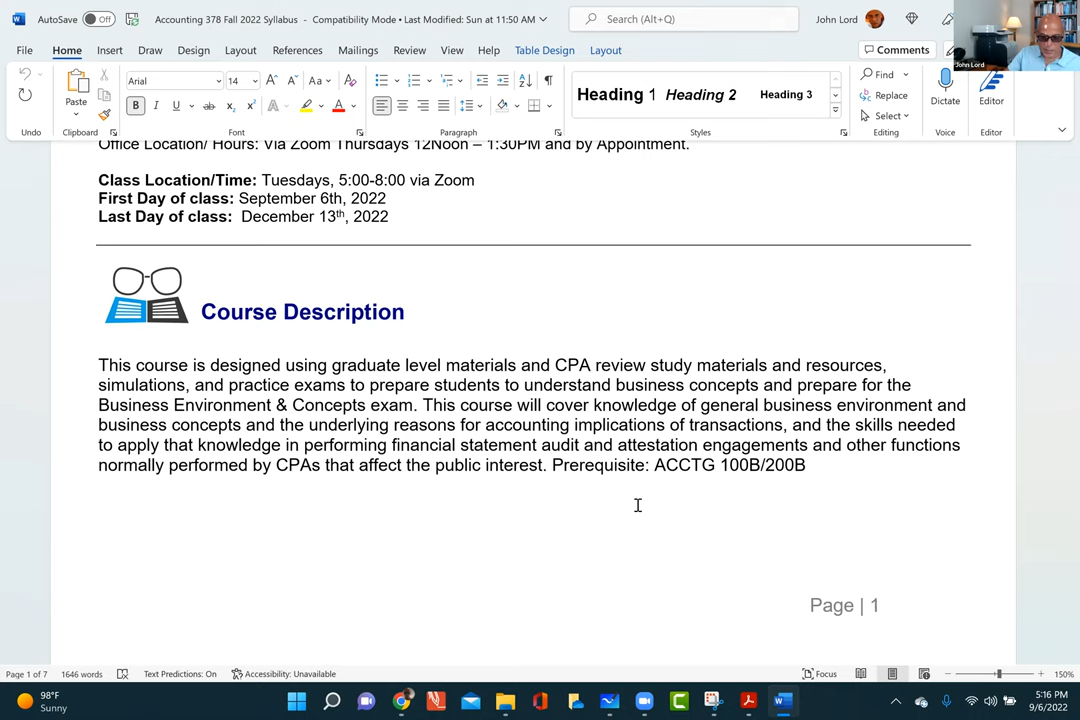 AutoSave Off Accounting 378 Fall 2022 Syllabus - Compatibility Mode • Last Modified: Sun at 11:50 AM Search (Alt+Q) John Lord
File Home Insert Draw Design Layout References Mailings Review View Help Table Design Layout Comments
John Lord
Arial 14 Aa Heading 1 Heading 2 Heading 3 Find
Paste B I U ab x₂ x² A A Replace Dictate Editor
Select
Undo Clipboard Font Paragraph Styles Editing Voice Editor
Office Location/ Hours: Via Zoom Thursdays 12Noon – 1:30PM and by Appointment.
Class Location/Time: Tuesdays, 5:00-8:00 via Zoom
First Day of class: September 6th, 2022
Last Day of class: December 13th, 2022
Course Description
This course is designed using graduate level materials and CPA review study materials and resources,
simulations, and practice exams to prepare students to understand business concepts and prepare for the
Business Environment & Concepts exam. This course will cover knowledge of general business environment and
business concepts and the underlying reasons for accounting implications of transactions, and the skills needed
to apply that knowledge in performing financial statement audit and attestation engagements and other functions
normally performed by CPAs that affect the public interest. Prerequisite: ACCTG 100B/200B
Page | 1
Page 1 of 7 1646 words Text Predictions: On Accessibility: Unavailable Focus 150%
98°F
Sunny
5:16 PM
9/6/2022